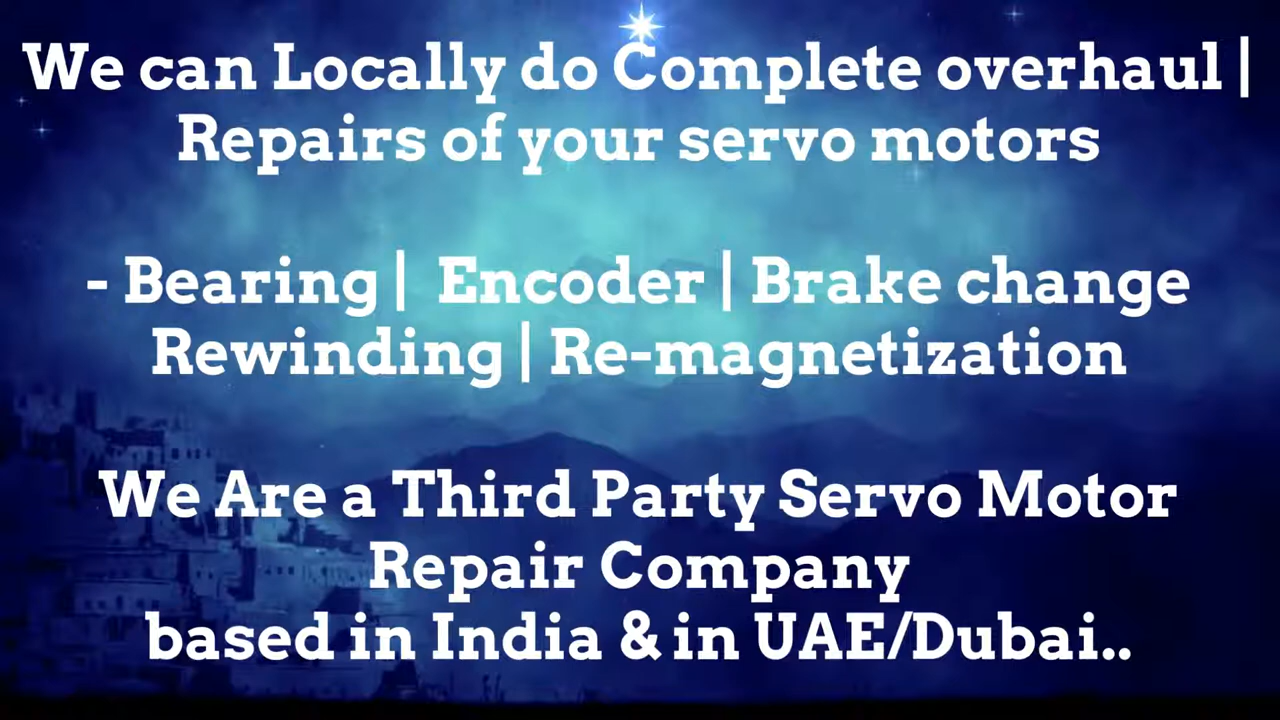 We can Locally do Complete overhaul |
Repairs of your servo motors
- Bearing |  Encoder | Brake change
Rewinding | Re-magnetization
We Are a Third Party Servo Motor
Repair Company
based in India & in UAE/Dubai..